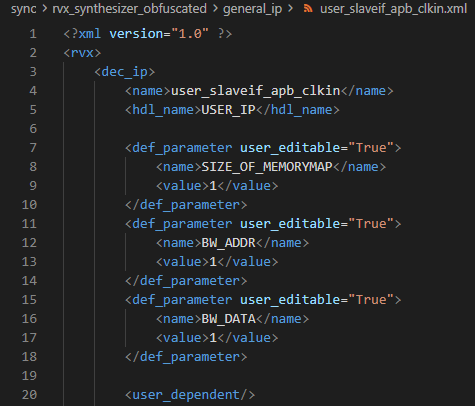 sync > rvx_synthesizer_obfuscated > general_ip > user_slaveif_apb_clkin.xml
1 <?xml version="1.0" ?>
2 <rvx>
3 <dec_ip>
4 <name>user_slaveif_apb_clkin</name>
5 <hdl_name>USER_IP</hdl_name>
6
7 <def_parameter user_editable="True">
8 <name>SIZE_OF_MEMORYMAP</name>
9 <value>1</value>
10 </def_parameter>
11 <def_parameter user_editable="True">
12 <name>BW_ADDR</name>
13 <value>1</value>
14 </def_parameter>
15 <def_parameter user_editable="True">
16 <name>BW_DATA</name>
17 <value>1</value>
18 </def_parameter>
19
20 <user_dependent/>